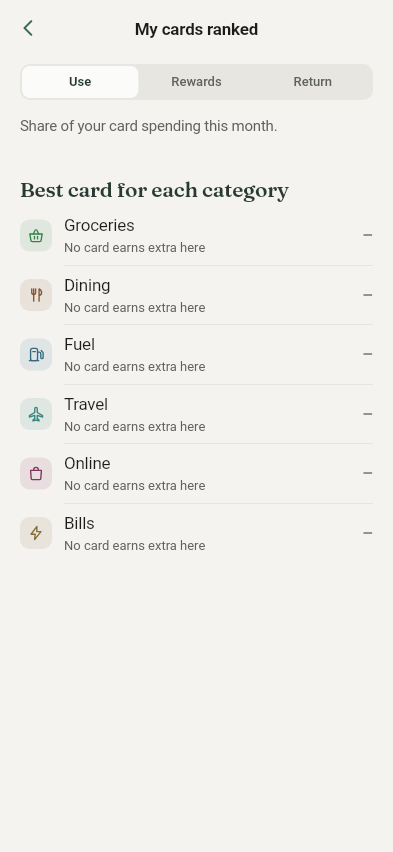 My cards ranked
Use
Rewards
Return
Share of your card spending this month.
Best card for each category
Groceries
No card earns extra here
–
Dining
No card earns extra here
–
Fuel
No card earns extra here
–
Travel
No card earns extra here
–
Online
No card earns extra here
–
Bills
No card earns extra here
–